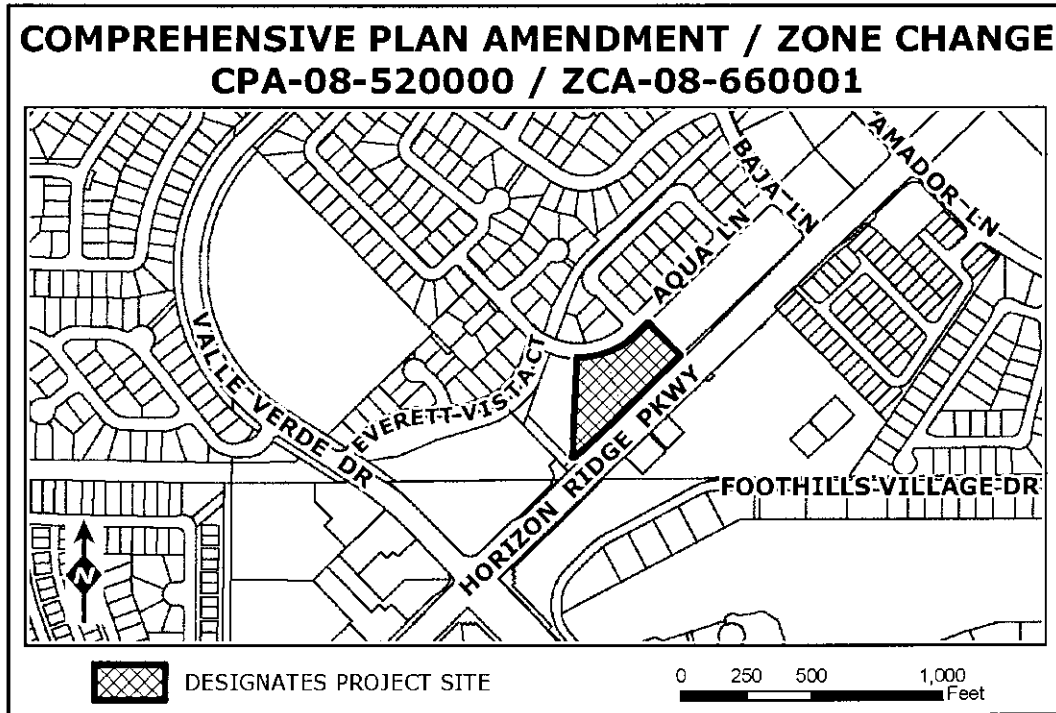 COMPREHENSIVE PLAN AMENDMENT / ZONE CHANGE
CPA-08-520000 / ZCA-08-660001
AMADOR LN
BAJA LN
AQUA LN
VALLE VERDE DR
EVERETT VISTA CT
HORIZON RIDGE PKWY
FOOTHILLS VILLAGE DR
N
DESIGNATES PROJECT SITE
0 250 500 1,000
Feet